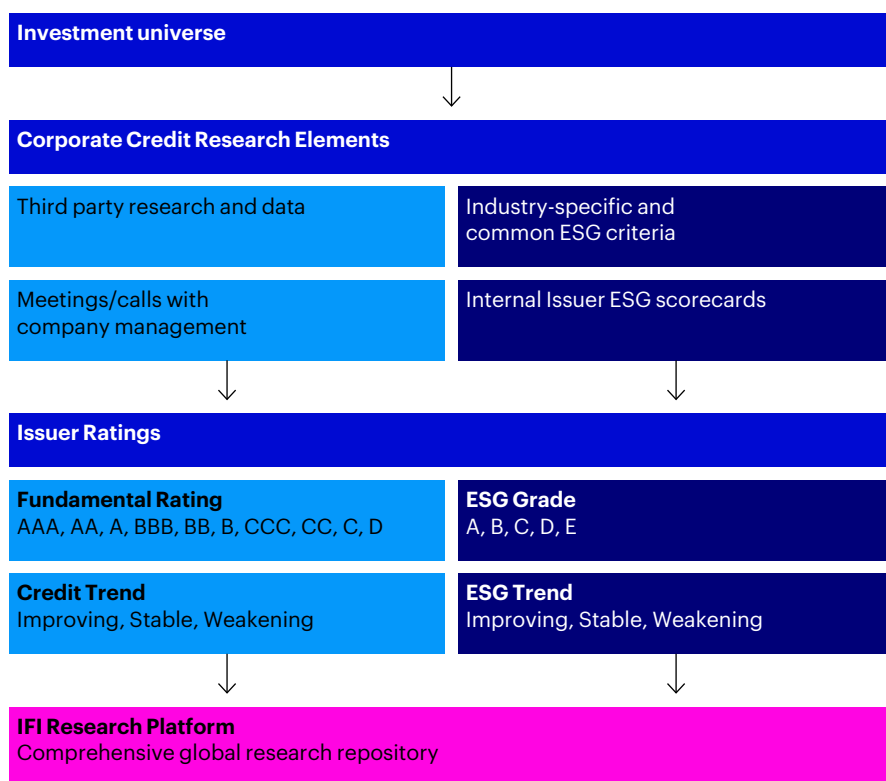 Investment universe
Corporate Credit Research Elements
Third party research and data
Industry-specific and
common ESG criteria
Meetings/calls with
company management
Internal Issuer ESG scorecards
Issuer Ratings
Fundamental Rating
AAA, AA, A, BBB, BB, B, CCC, CC, C, D
ESG Grade
A, B, C, D, E
Credit Trend
Improving, Stable, Weakening
ESG Trend
Improving, Stable, Weakening
IFI Research Platform
Comprehensive global research repository